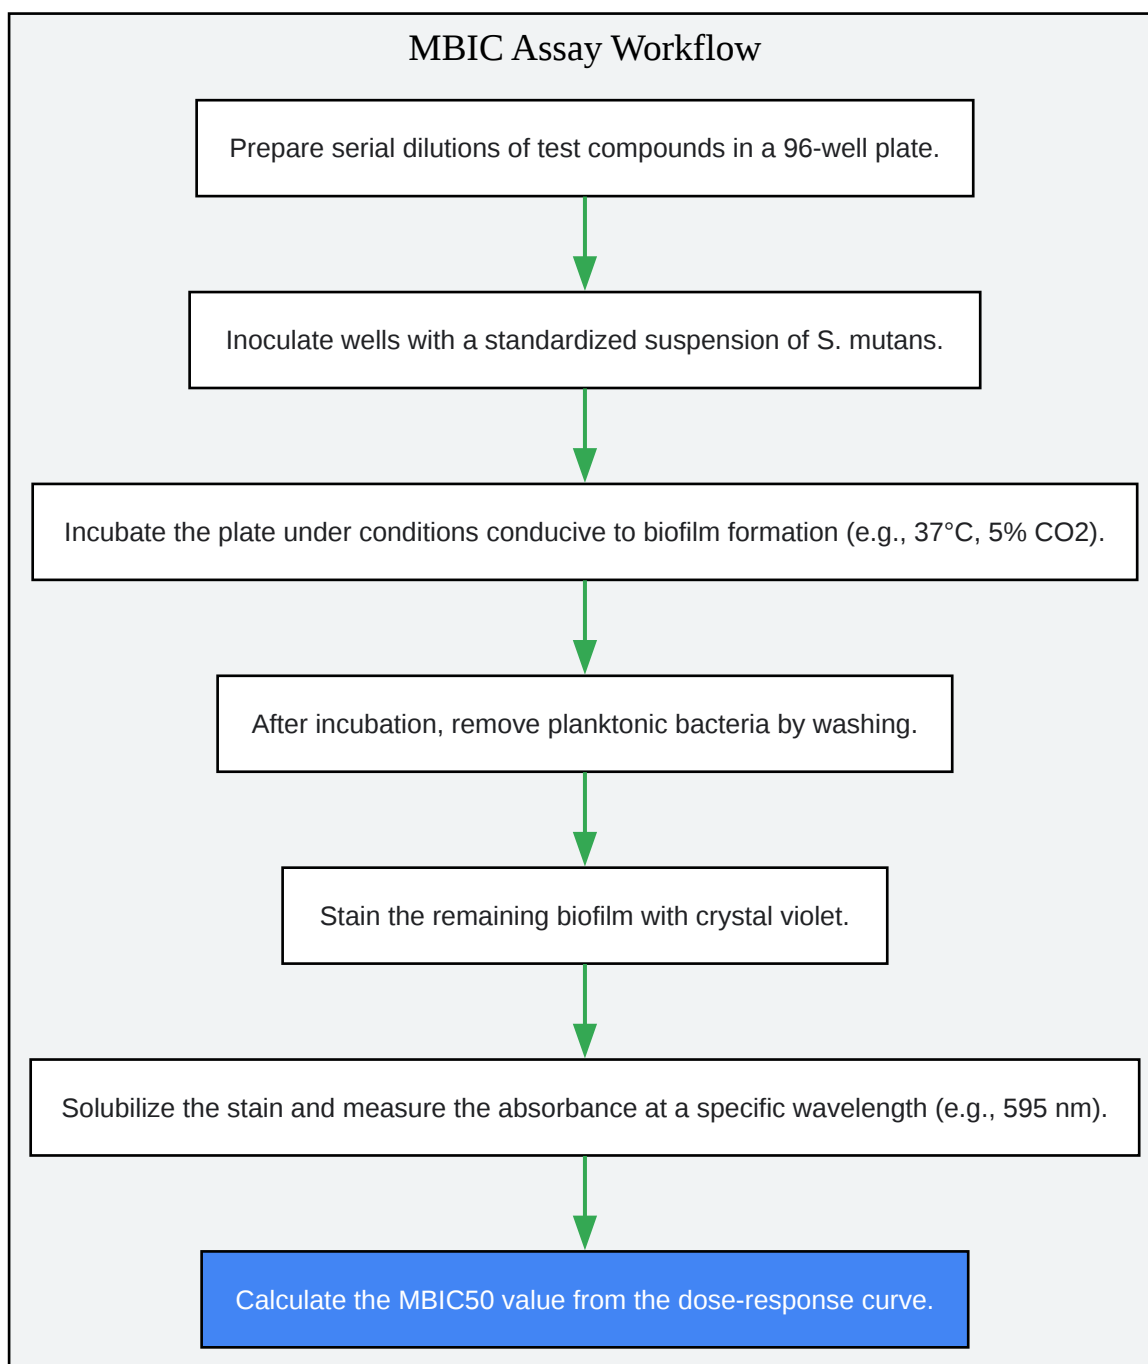 MBIC Assay Workflow
Prepare serial dilutions of test compounds in a 96-well plate.
Inoculate wells with a standardized suspension of S. mutans.
Incubate the plate under conditions conducive to biofilm formation (e.g., 37°C, 5% CO2).
After incubation, remove planktonic bacteria by washing.
Stain the remaining biofilm with crystal violet.
Solubilize the stain and measure the absorbance at a specific wavelength (e.g., 595 nm).
Calculate the MBIC50 value from the dose-response curve.